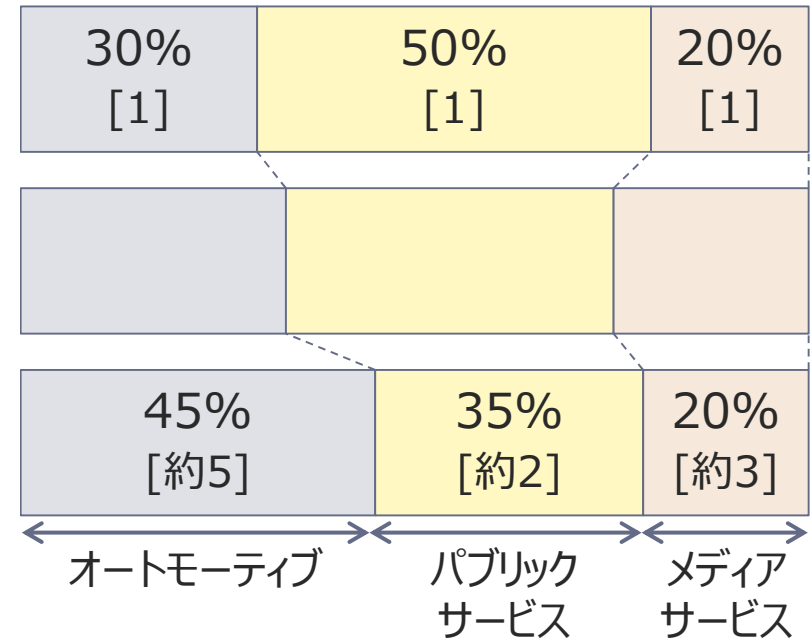 30% 50% 20%
[1] [1] [1]
45% 35% 20%
[約5] [約2] [約3]
オートモーティブ パブリック メディア
サービス サービス